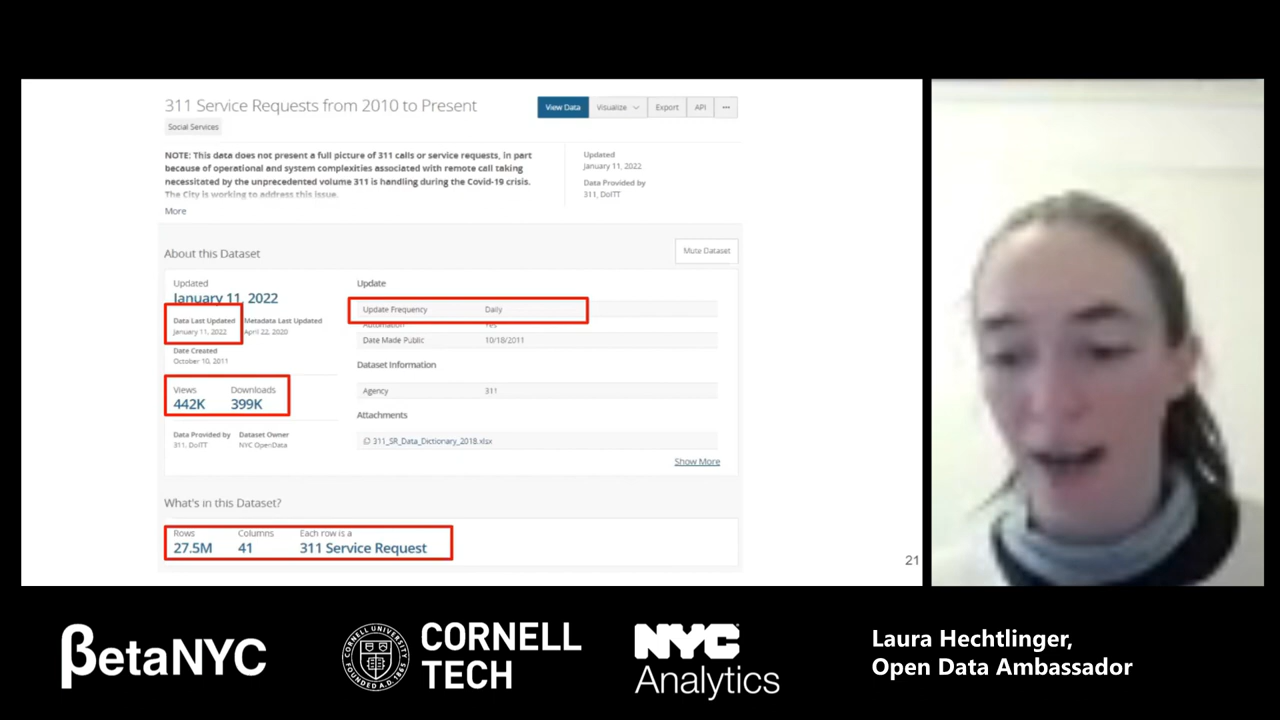 311 Service Requests from 2010 to Present
View Data
Visualize
Export
API
Social Services
NOTE: This data does not present a full picture of 311 calls or service requests, in part
because of operational and system complexities associated with remote call taking
necessitated by the unprecedented volume 311 is handling during the Covid-19 crisis.
The City is working to address this issue.
More
Updated
January 11, 2022
Data Provided by
311, DoITT
About this Dataset
Mute Dataset
Updated
January 11, 2022
Data Last Updated Metadata Last Updated
January 11, 2022 April 22, 2020
Date Created
October 10, 2011
Views Downloads
442K 399K
Data Provided by Dataset Owner
311, DoITT NYC OpenData
Update
Update Frequency Daily
Automation Yes
Date Made Public 10/18/2011
Dataset Information
Agency 311
Attachments
311_SR_Data_Dictionary_2018.xlsx
Show More
What's in this Dataset?
Rows Columns Each row is a
27.5M 41 311 Service Request
21
βetaNYC
CORNELL UNIVERSITY
FOUNDED A.D. 1865
CORNELL
TECH
NYC
Analytics
Laura Hechtlinger,
Open Data Ambassador